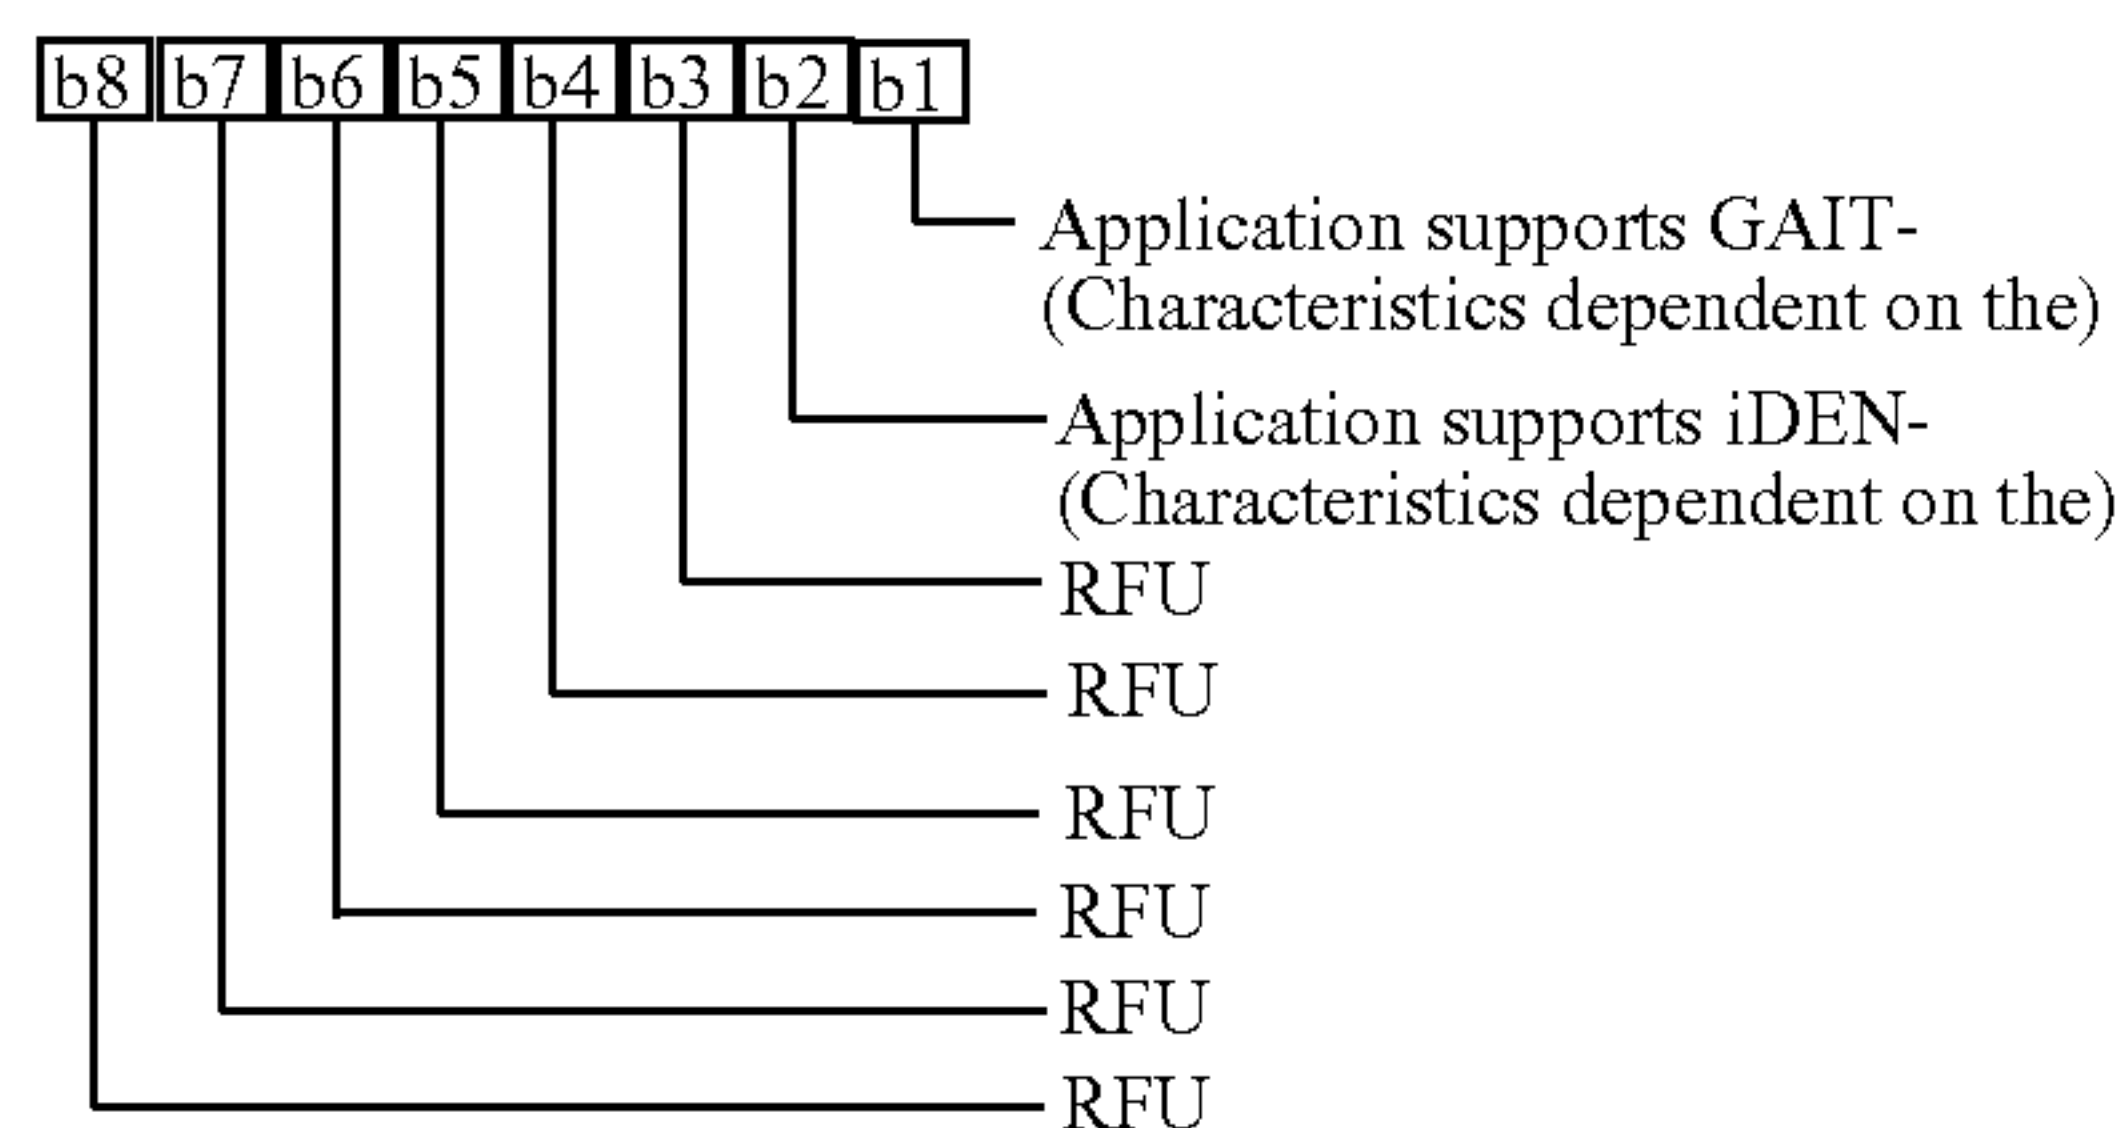 b8 b7 b6 b5 b4 b3 b2 b1
Application supports GAIT-
(Characteristics dependent on the)
Application supports iDEN-
(Characteristics dependent on the)
RFU
RFU
RFU
RFU
RFU
RFU